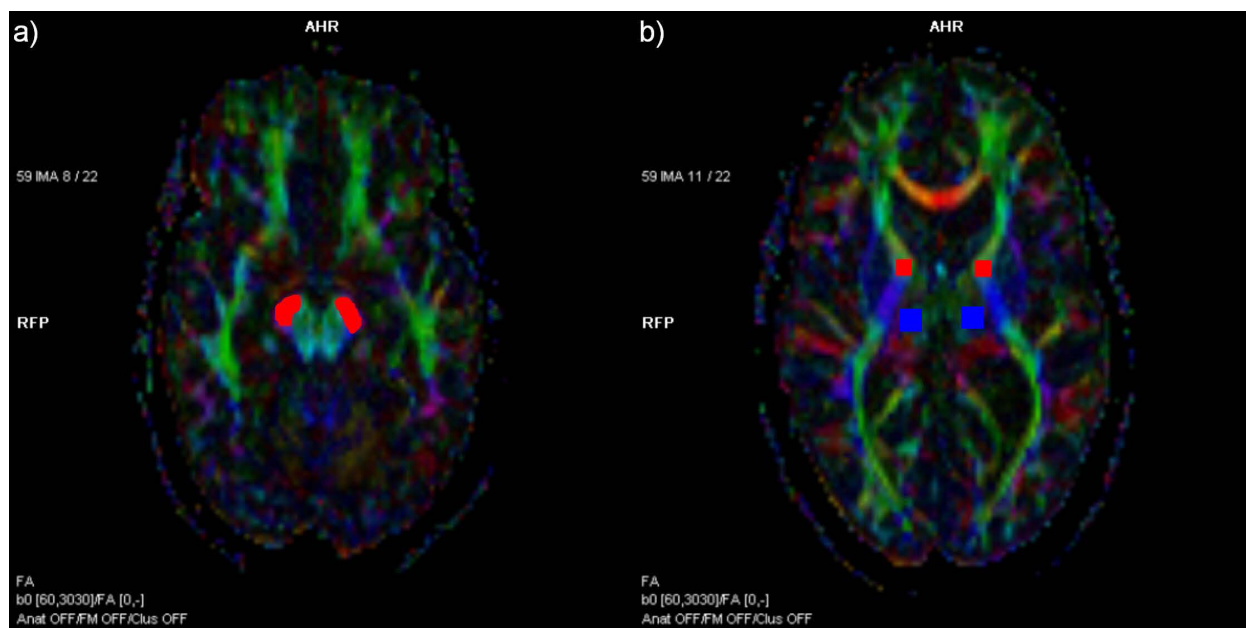 a)
AHR
59 IMA 8 / 22
RFP
FA
b0 [60,3030]/FA [0,-]
Anat OFF/FM OFF/Clus OFF
b)
AHR
59 IMA 11 / 22
RFP
FA
b0 [60,3030]/FA [0,-]
Anat OFF/FM OFF/Clus OFF